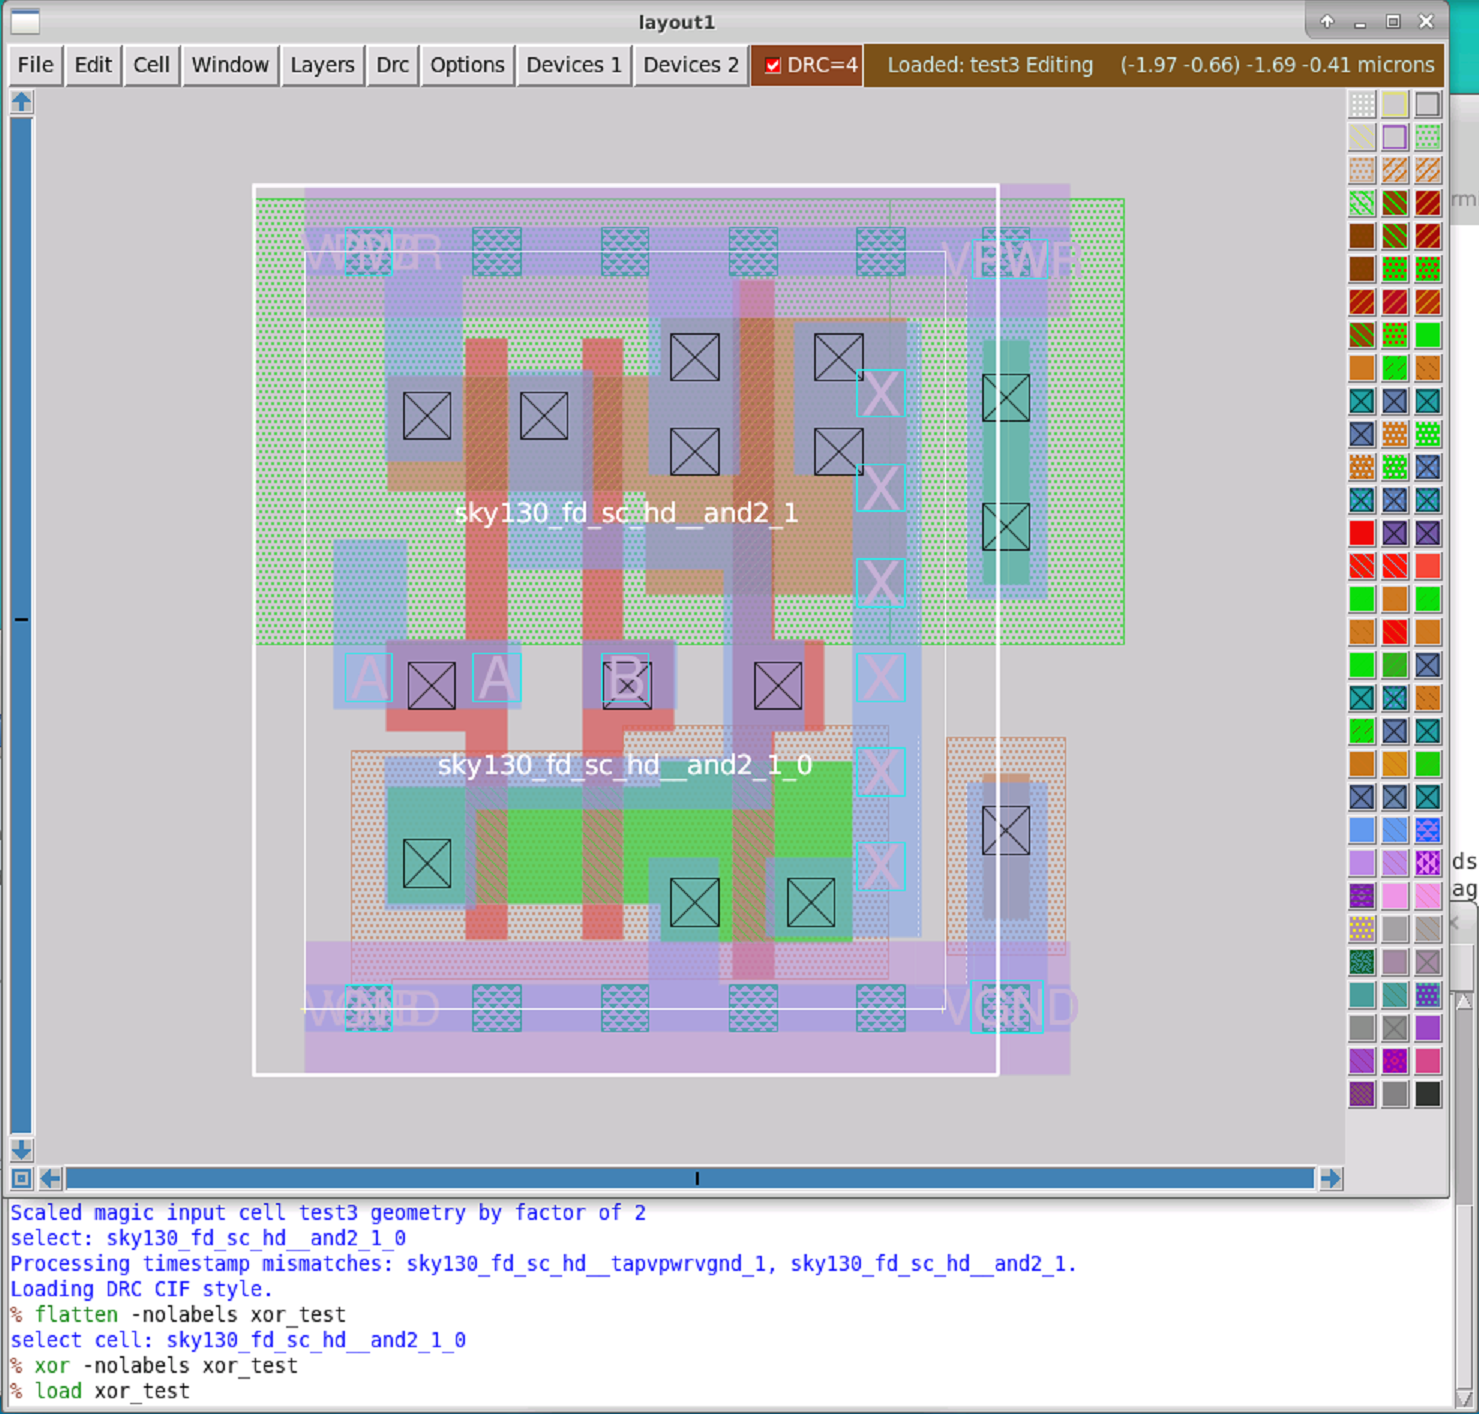 layout1
File Edit Cell Window Layers Drc Options Devices 1 Devices 2 DRC=4 Loaded: test3 Editing (-1.97 -0.66) -1.69 -0.41 microns
VPWR
X
X
sky130_fd_sc_hd__and2_1
X
A A B X
sky130_fd_sc_hd__and2_1_0
X
X
VGND
rm
ds
ag
Scaled magic input cell test3 geometry by factor of 2
select: sky130_fd_sc_hd__and2_1_0
Processing timestamp mismatches: sky130_fd_sc_hd__tapvpwrvgnd_1, sky130_fd_sc_hd__and2_1.
Loading DRC CIF style.
% flatten -nolabels xor_test
select cell: sky130_fd_sc_hd__and2_1_0
% xor -nolabels xor_test
% load xor_test